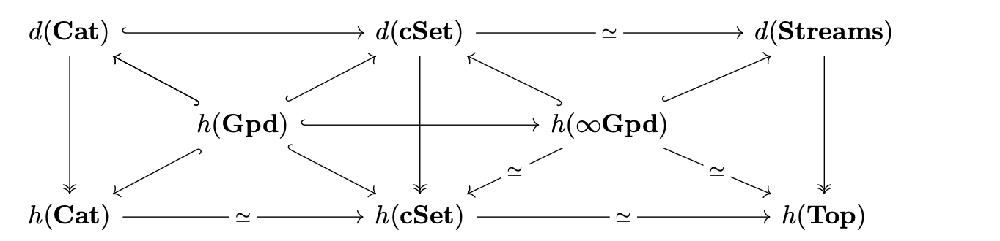 d(Cat) d(cSet) ≃ d(Streams)
h(Gpd) h(∞Gpd)
≃ ≃
h(Cat) ≃ h(cSet) ≃ h(Top)